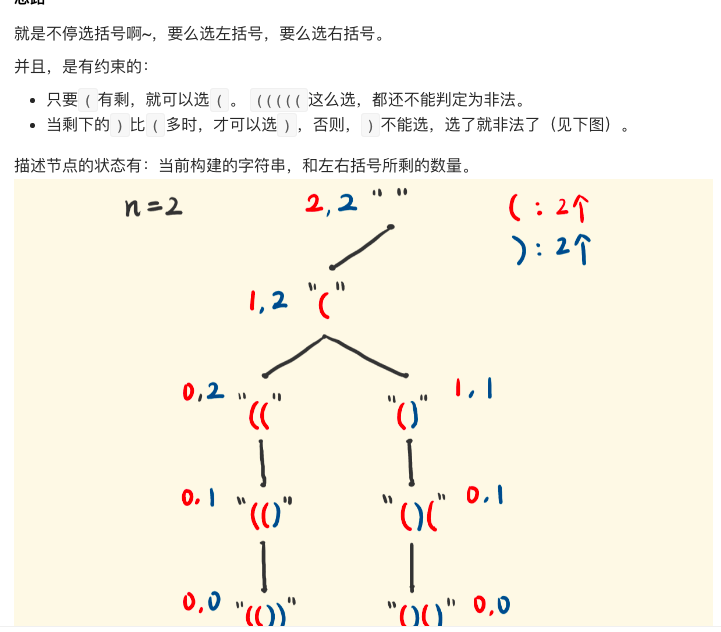 就是不停选括号啊~，要么选左括号，要么选右括号。
并且，是有约束的：
• 只要 ( 有剩，就可以选 ( 。 ((((( 这么选，都还不能判定为非法。
• 当剩下的 ) 比 ( 多时，才可以选 ) ，否则， ) 不能选，选了就非法了（见下图）。
描述节点的状态有：当前构建的字符串，和左右括号所剩的数量。
n=2 2,2 " " ( : 2个
) : 2个
1,2 "("
0,2 "((" "()" 1,1
0.1 "(()" "()(" 0.1
0,0 "(())" "()()" 0,0